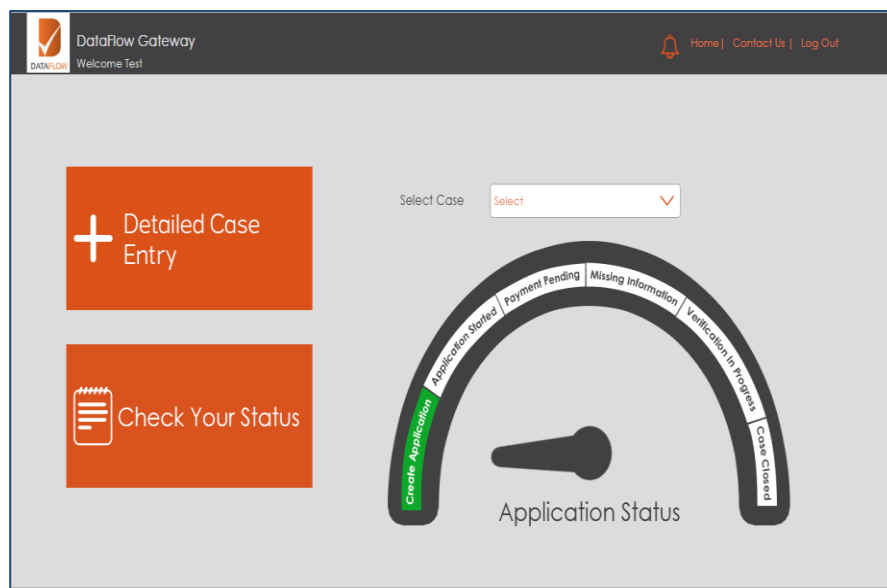 DATAFLOW
DataFlow Gateway
Welcome Test
Home| Contact Us | Log Out
Detailed Case
Entry
Check Your Status
Select Case
Select
Create Application
Application Started
Payment Pending
Missing Information
Verification In Progress
Case Closed
Application Status